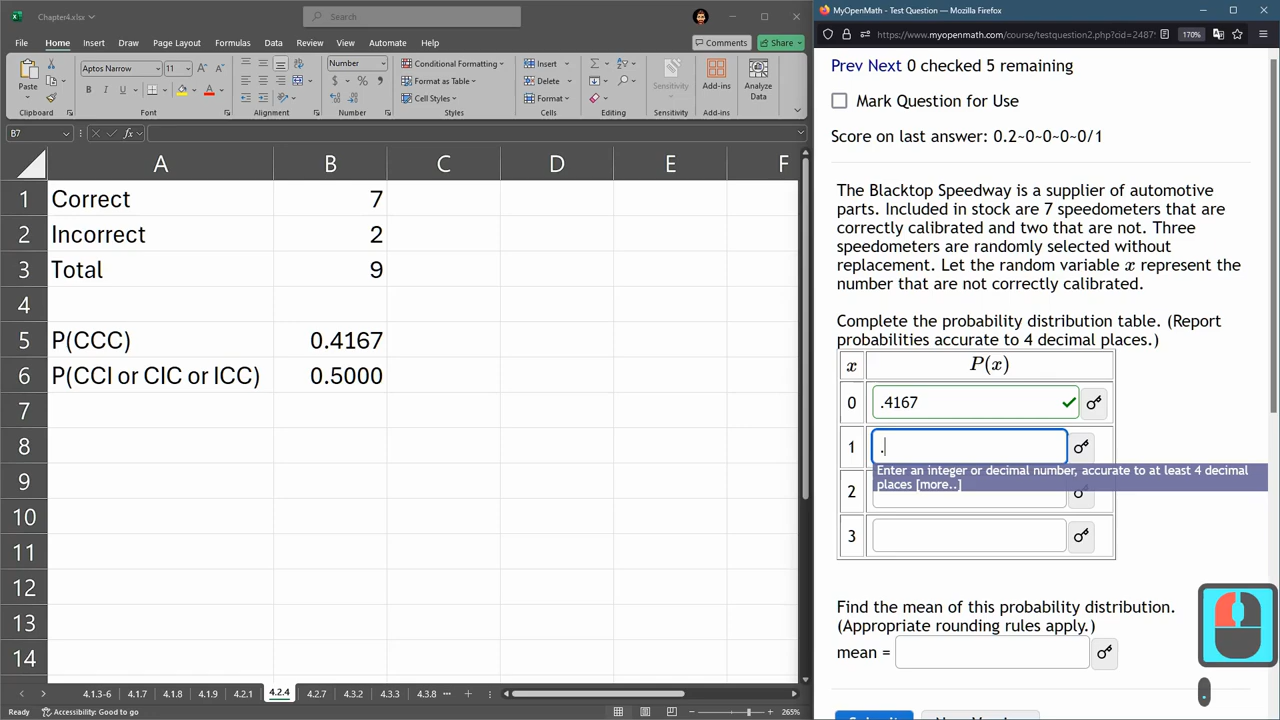 Chapter4.xlsx
Search
File Home Insert Draw Page Layout Formulas Data Review Automate Help
Comments Share
Paste
Clipboard
Aptos Narrow 11
B I U
Font
Alignment
Number
$ %
Number
Conditional Formatting
Format as Table
Cell Styles
Styles
Insert
Delete
Format
Cells
Editing
Sensitivity
Sensitivity
Add-ins
Add-ins
Analyze
Data
B7 fx
A B C D E F
1 Correct 7
2 Incorrect 2
3 Total 9
4
5 P(CCC) 0.4167
6 P(CCI or CIC or ICC) 0.5000
7
8
9
10
11
12
13
14
4.1.3-6 4.1.7 4.1.8 4.1.9 4.2.1 4.2.4 4.2.7 4.3.2 4.3.3 4.3.8
Ready Accessibility: Good to go 265%
MyOpenMath - Test Question — Mozilla Firefox
https://www.myopenmath.com/course/testquestion2.php?cid=2487 170%
Prev Next 0 checked 5 remaining
Mark Question for Use
Score on last answer: 0.2~0~0~0~0/1
The Blacktop Speedway is a supplier of automotive
parts. Included in stock are 7 speedometers that are
correctly calibrated and two that are not. Three
speedometers are randomly selected without
replacement. Let the random variable x represent the
number that are not correctly calibrated.
Complete the probability distribution table. (Report
probabilities accurate to 4 decimal places.)
x P(x)
0 .4167
1 .
Enter an integer or decimal number, accurate to at least 4 decimal
places [more..]
2
3
Find the mean of this probability distribution.
(Appropriate rounding rules apply.)
mean =
.